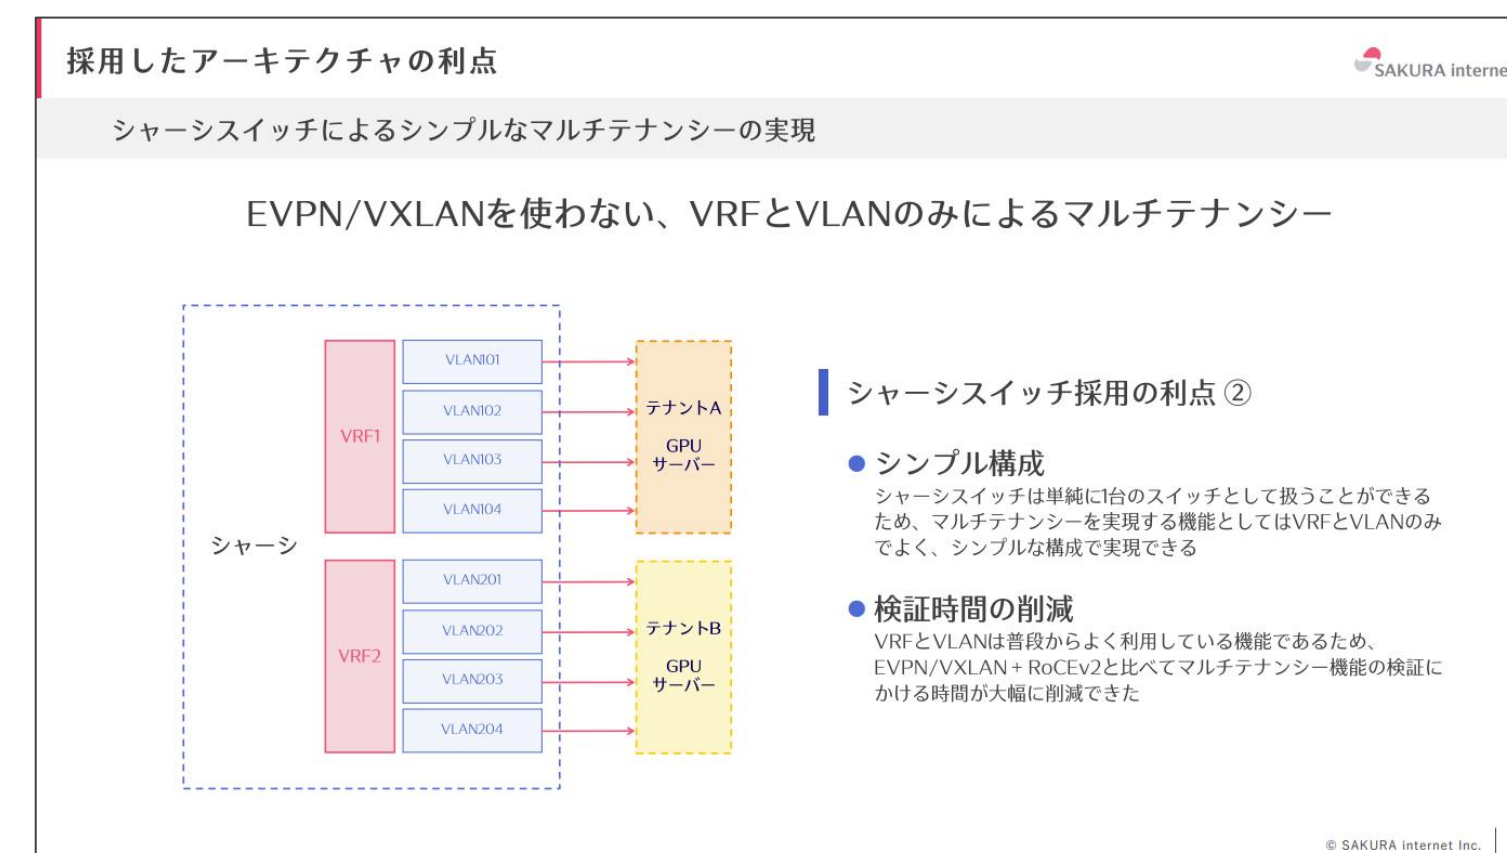 採用したアーキテクチャの利点
SAKURA interne
シャーシスイッチによるシンプルなマルチテナンシーの実現
EVPN/VXLANを使わない、VRFとVLANのみによるマルチテナンシー
シャーシ
VRF1
VLAN101
VLAN102
VLAN103
VLAN104
テナントA
GPU
サーバー
VRF2
VLAN201
VLAN202
VLAN203
VLAN204
テナントB
GPU
サーバー
シャーシスイッチ採用の利点 ②
● シンプル構成
シャーシスイッチは単純に1台のスイッチとして扱うことができる
ため、マルチテナンシーを実現する機能としてはVRFとVLANのみ
でよく、シンプルな構成で実現できる
● 検証時間の削減
VRFとVLANは普段からよく利用している機能であるため、
EVPN/VXLAN + RoCEv2と比べてマルチテナンシー機能の検証に
かける時間が大幅に削減できた
© SAKURA internet Inc.